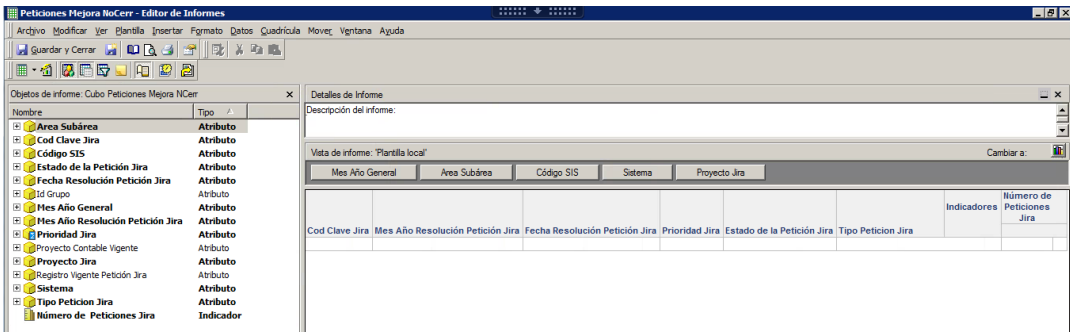 Peticiones Mejora NoCerr - Editor de Informes
Archivo Modificar Ver Plantilla Insertar Formato Datos Cuadrícula Mover Ventana Ayuda
Guardar y Cerrar
Objetos de informe: Cubo Peticiones Mejora NCerr
Nombre Tipo
Area Subárea Atributo
Cod Clave Jira Atributo
Código SIS Atributo
Estado de la Petición Jira Atributo
Fecha Resolución Petición Jira Atributo
Id Grupo Atributo
Mes Año General Atributo
Mes Año Resolución Petición Jira Atributo
Prioridad Jira Atributo
Proyecto Contable Vigente Atributo
Proyecto Jira Atributo
Registro Vigente Petición Jira Atributo
Sistema Atributo
Tipo Peticion Jira Atributo
Número de Peticiones Jira Indicador
Detalles de Informe
Descripción del informe:
Vista de informe: 'Plantilla local' Cambiar a:
Mes Año General Area Subárea Código SIS Sistema Proyecto Jira
Número de
Indicadores Peticiones
Jira
Cod Clave Jira Mes Año Resolución Petición Jira Fecha Resolución Petición Jira Prioridad Jira Estado de la Petición Jira Tipo Peticion Jira